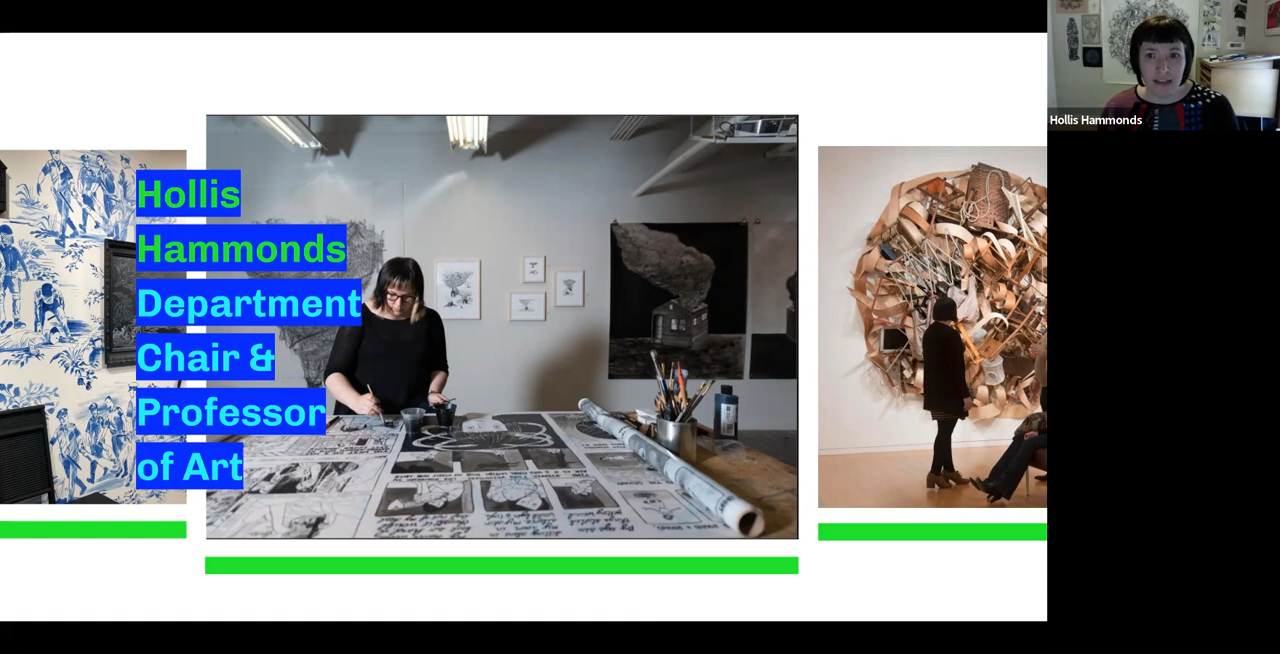 Hollis
Hammonds
Department
Chair &
Professor
of Art
Hollis Hammonds